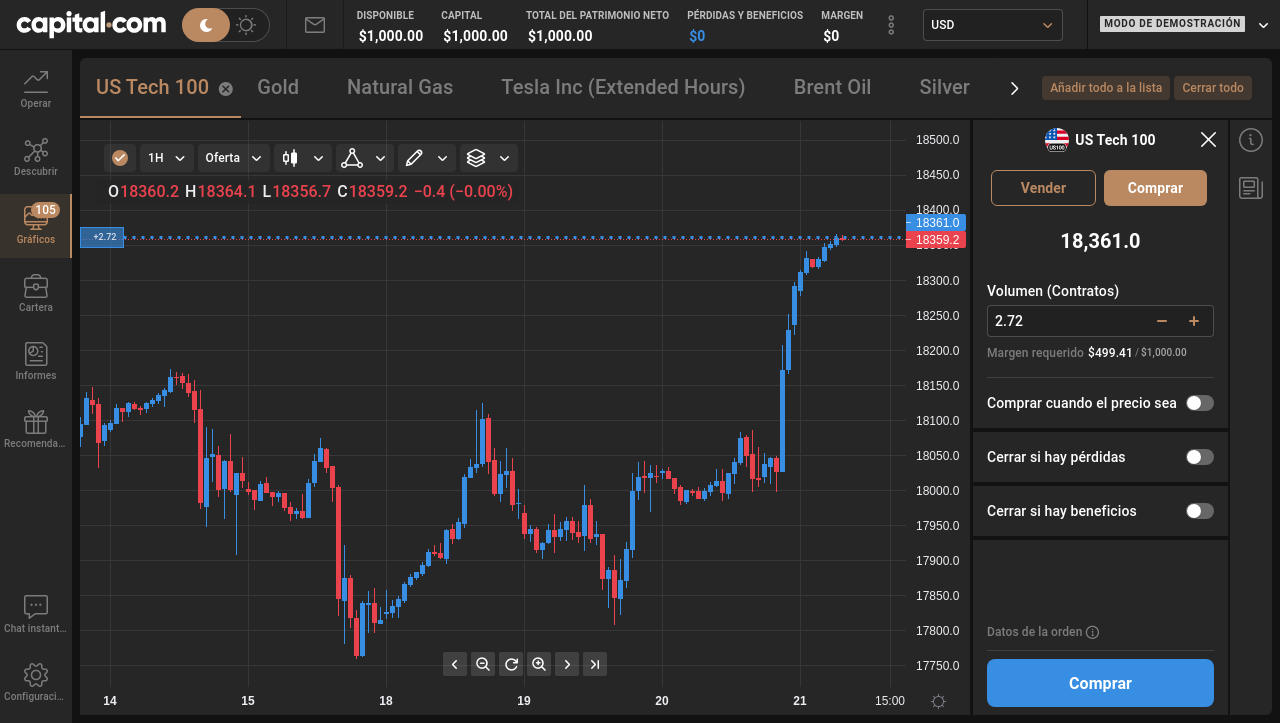 capital.com
DISPONIBLE
$1,000.00
CAPITAL
$1,000.00
TOTAL DEL PATRIMONIO NETO
$1,000.00
PÉRDIDAS Y BENEFICIOS
$0
MARGEN
$0
USD
MODO DE DEMOSTRACIÓN
Operar
Descubrir
105
Gráficos
Cartera
Informes
Recomenda...
Chat instant...
Configuraci...
US Tech 100
Gold
Natural Gas
Tesla Inc (Extended Hours)
Brent Oil
Silver
Añadir todo a la lista
Cerrar todo
1H
Oferta
O18360.2 H18364.1 L18356.7 C18359.2 −0.4 (−0.00%)
+2.72
18500.0
18450.0
18400.0
18361.0
18359.2
18300.0
18250.0
18200.0
18150.0
18100.0
18050.0
18000.0
17950.0
17900.0
17850.0
17800.0
17750.0
14
15
18
19
20
21
15:00
US100
US Tech 100
Vender
Comprar
18,361.0
Volumen (Contratos)
2.72
Margen requerido $499.41 / $1,000.00
Comprar cuando el precio sea
Cerrar si hay pérdidas
Cerrar si hay beneficios
Datos de la orden
Comprar